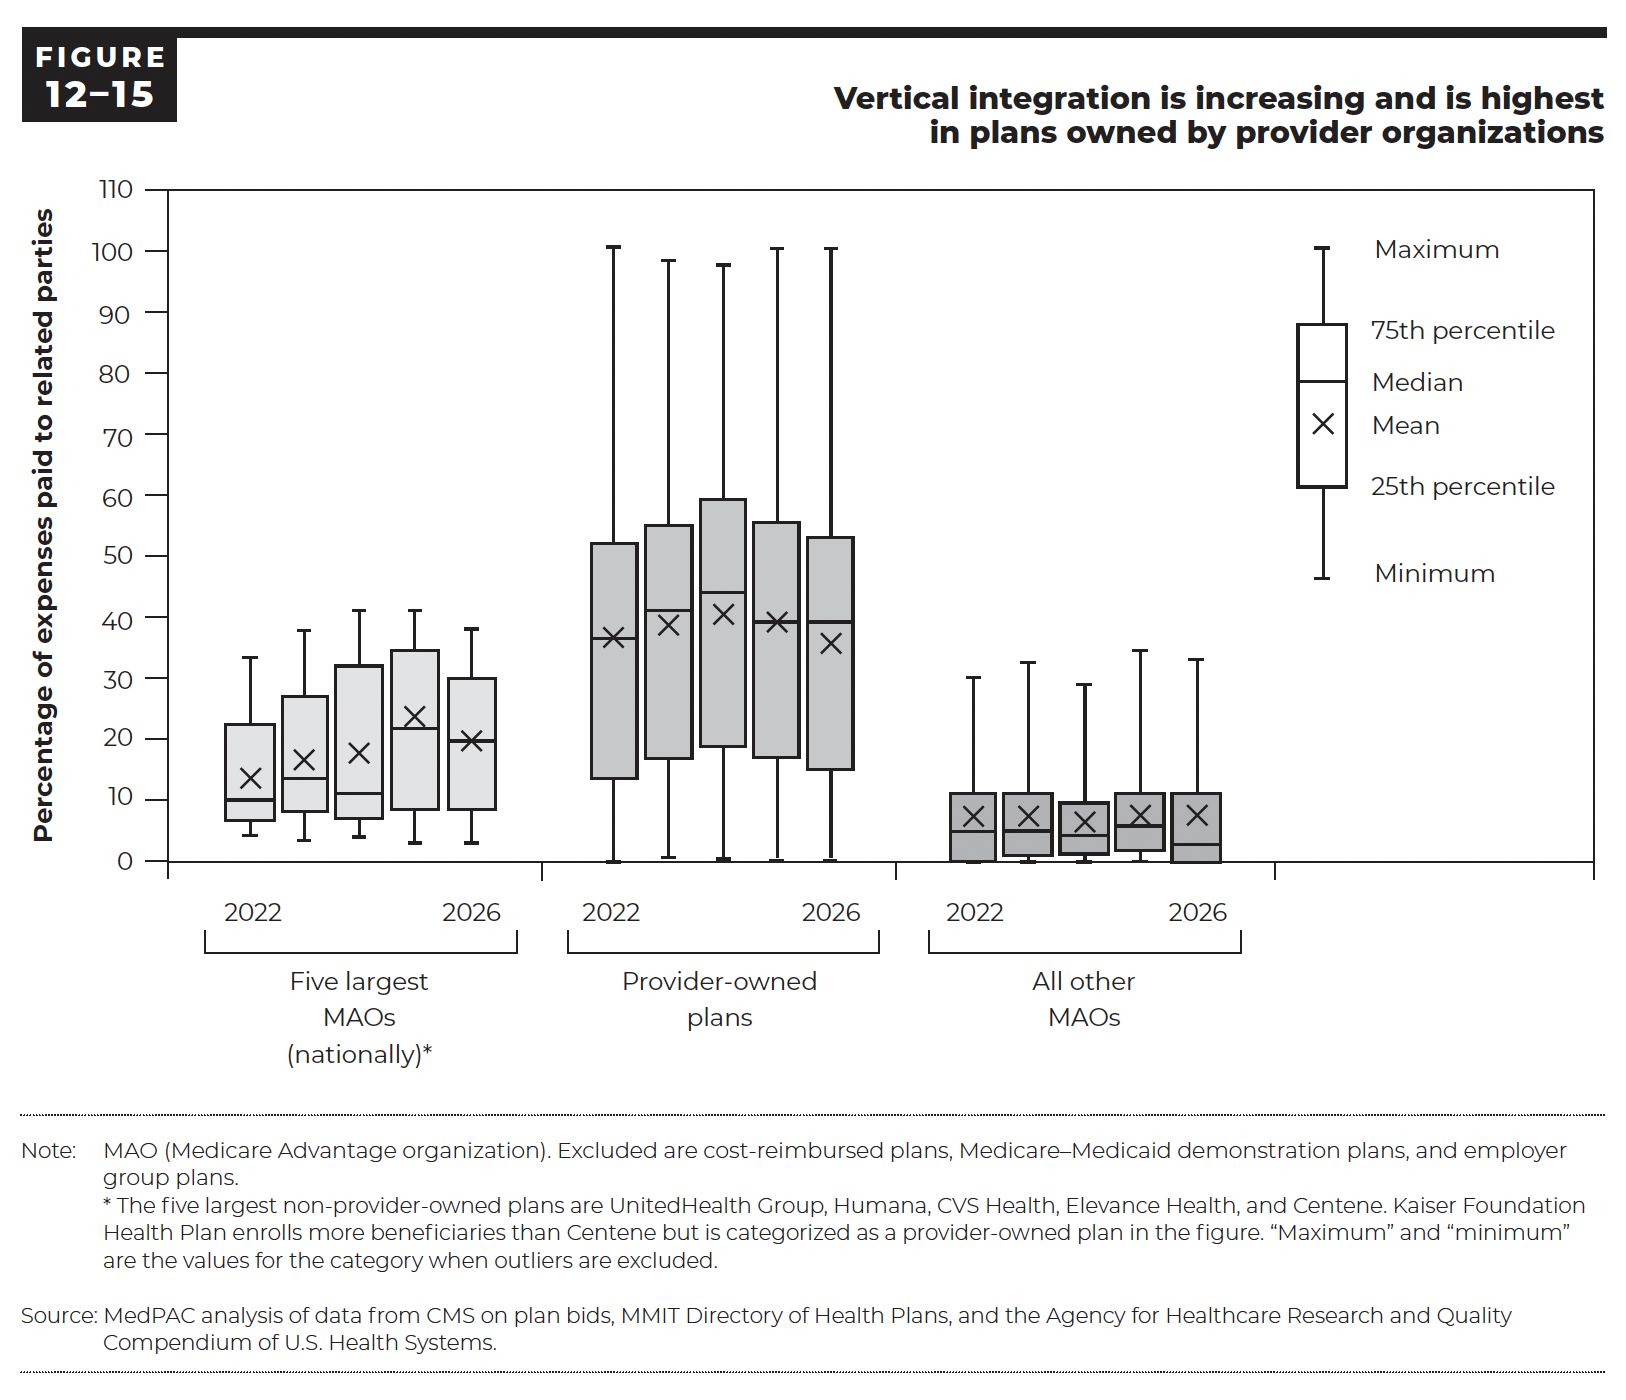 FIGURE
12–15
Vertical integration is increasing and is highest
in plans owned by provider organizations
Percentage of expenses paid to related parties
110
100
90
80
70
60
50
40
30
20
10
0
Maximum
75th percentile
Median
Mean
25th percentile
Minimum
2022 2026 2022 2026 2022 2026
Five largest
MAOs
(nationally)*
Provider-owned
plans
All other
MAOs
Note: MAO (Medicare Advantage organization). Excluded are cost-reimbursed plans, Medicare–Medicaid demonstration plans, and employer
group plans.
* The five largest non-provider-owned plans are UnitedHealth Group, Humana, CVS Health, Elevance Health, and Centene. Kaiser Foundation
Health Plan enrolls more beneficiaries than Centene but is categorized as a provider-owned plan in the figure. “Maximum” and “minimum”
are the values for the category when outliers are excluded.
Source: MedPAC analysis of data from CMS on plan bids, MMIT Directory of Health Plans, and the Agency for Healthcare Research and Quality
Compendium of U.S. Health Systems.